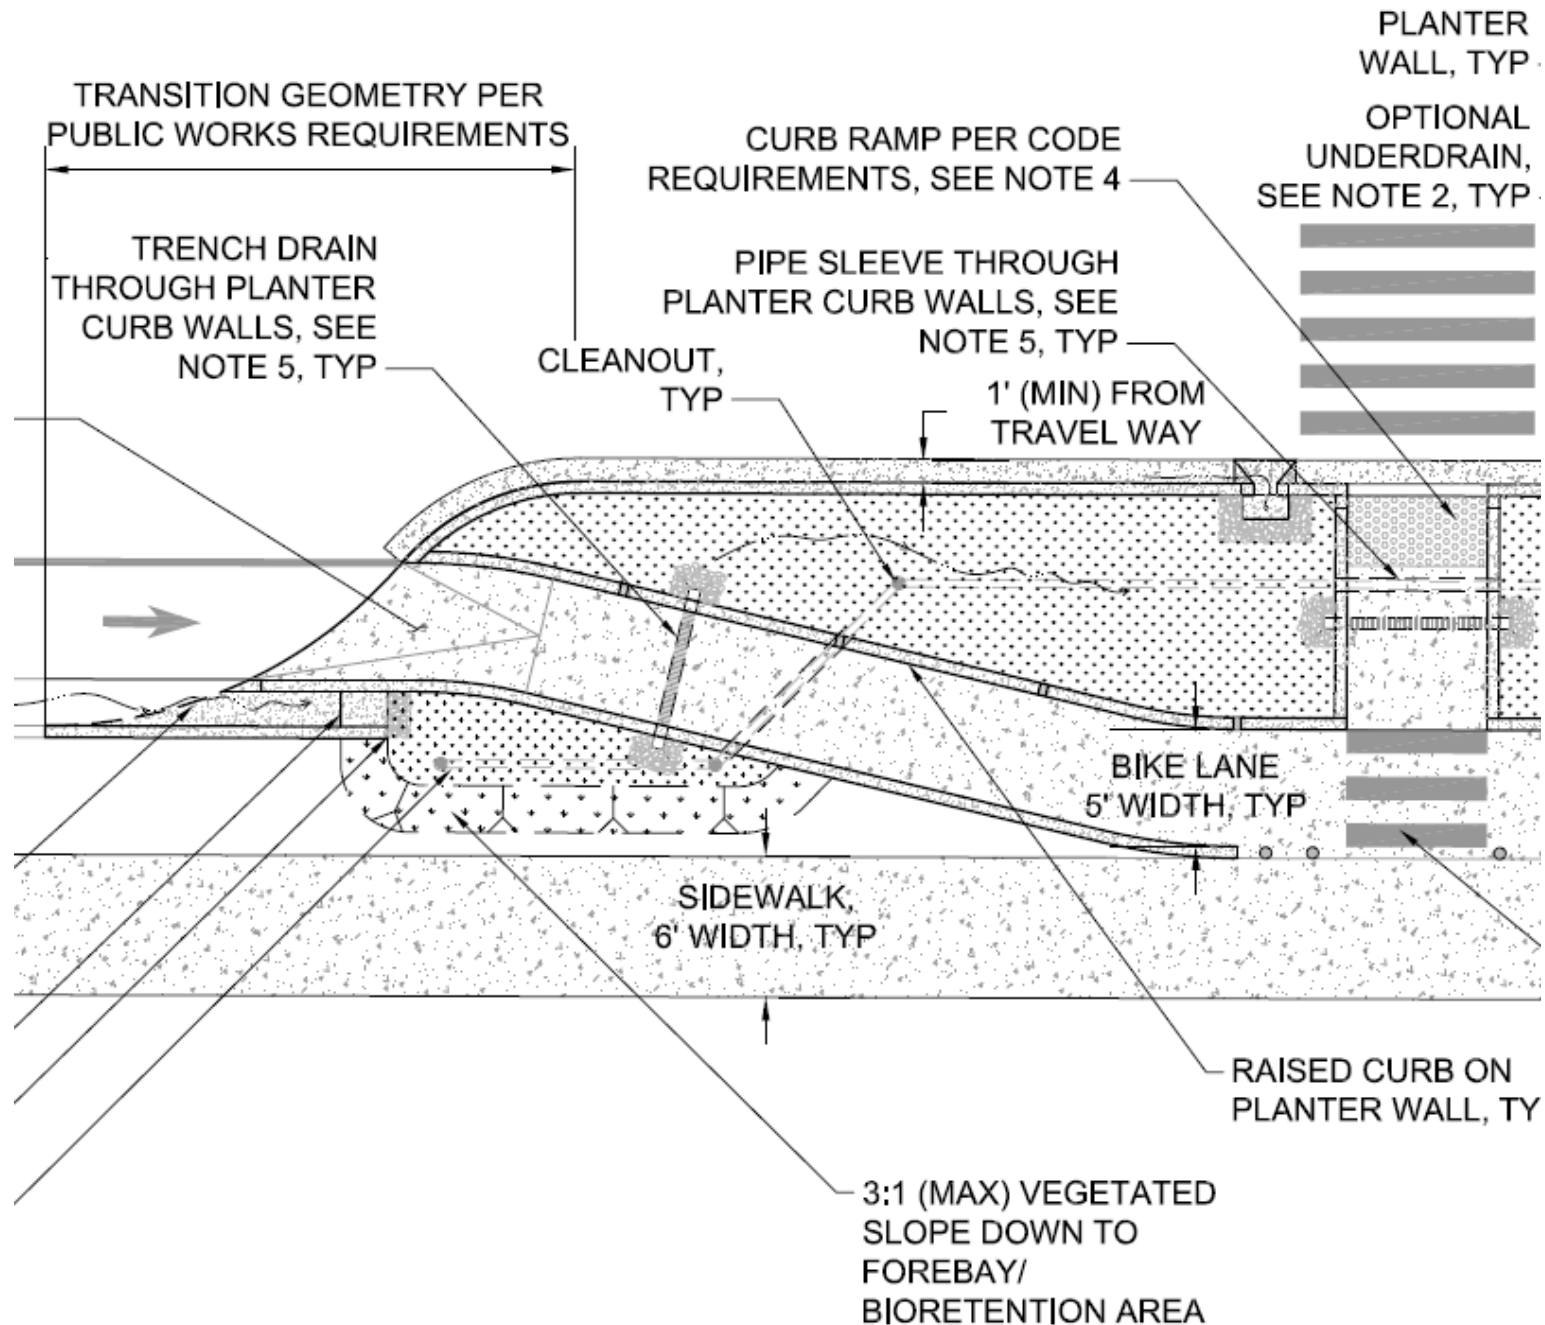 PLANTER
WALL, TYP
TRANSITION GEOMETRY PER
PUBLIC WORKS REQUIREMENTS
OPTIONAL
UNDERDRAIN,
SEE NOTE 2, TYP
CURB RAMP PER CODE
REQUIREMENTS, SEE NOTE 4
TRENCH DRAIN
THROUGH PLANTER
CURB WALLS, SEE
NOTE 5, TYP
PIPE SLEEVE THROUGH
PLANTER CURB WALLS, SEE
NOTE 5, TYP
CLEANOUT,
TYP
1' (MIN) FROM
TRAVEL WAY
BIKE LANE
5' WIDTH, TYP
SIDEWALK,
6' WIDTH, TYP
RAISED CURB ON
PLANTER WALL, TY
3:1 (MAX) VEGETATED
SLOPE DOWN TO
FOREBAY/
BIORETENTION AREA